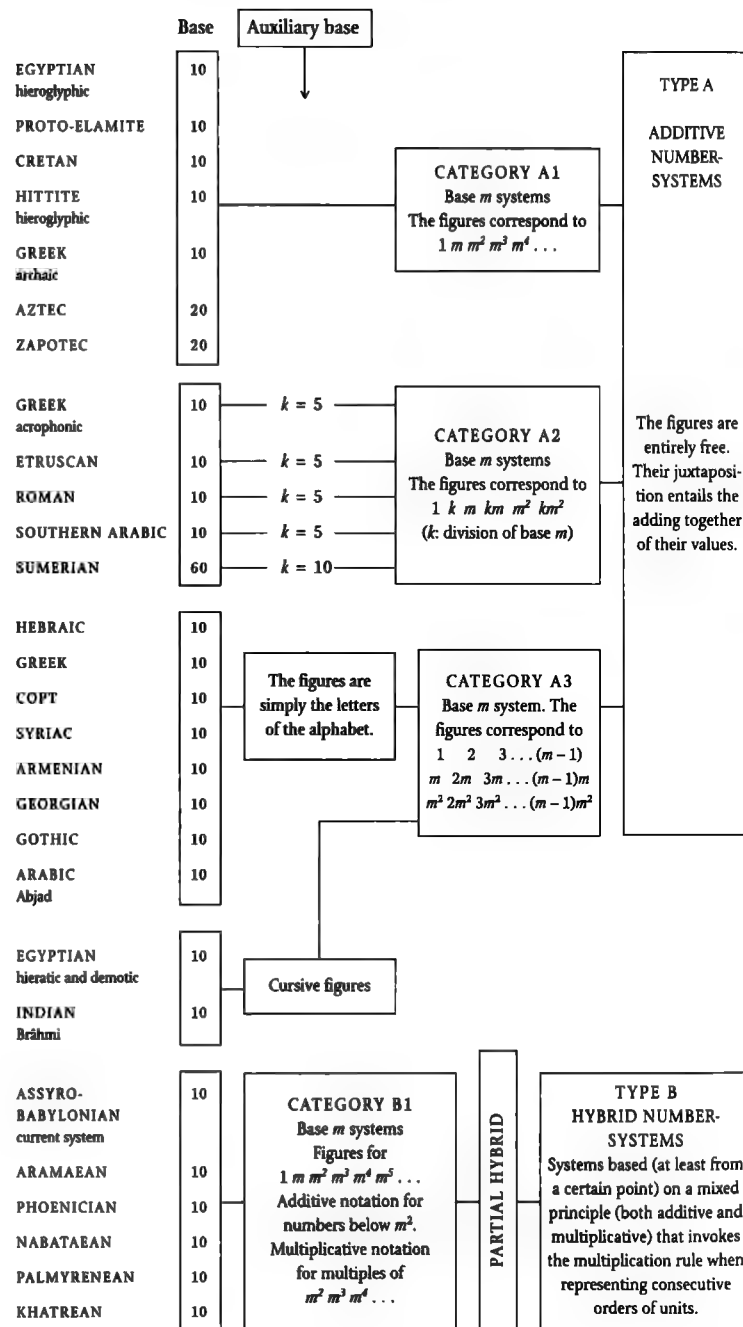 Base
Auxiliary base
EGYPTIAN 10
hieroglyphic
PROTO-ELAMITE 10
CRETAN 10
HITTITE 10
hieroglyphic
GREEK 10
archaic
AZTEC 20
ZAPOTEC 20
CATEGORY A1
Base m systems
The figures correspond to
1 m m² m³ m⁴ . . .
TYPE A
ADDITIVE
NUMBER-
SYSTEMS
GREEK 10 k = 5
acrophonic
ETRUSCAN 10 k = 5
ROMAN 10 k = 5
SOUTHERN ARABIC 10 k = 5
SUMERIAN 60 k = 10
CATEGORY A2
Base m systems
The figures correspond to
1 k m km m² km²
(k: division of base m)
The figures are
entirely free.
Their juxtaposi-
tion entails the
adding together
of their values.
HEBRAIC 10
GREEK 10
COPT 10
SYRIAC 10
ARMENIAN 10
GEORGIAN 10
GOTHIC 10
ARABIC 10
Abjad
The figures are
simply the letters
of the alphabet.
CATEGORY A3
Base m system. The
figures correspond to
1 2 3 . . . (m – 1)
m 2m 3m . . . (m – 1)m
m² 2m² 3m² . . . (m – 1)m²
EGYPTIAN 10
hieratic and demotic
INDIAN 10
Brâhmi
Cursive figures
ASSYRO- 10
BABYLONIAN
current system
ARAMAEAN 10
PHOENICIAN 10
NABATAEAN 10
PALMYRENEAN 10
KHATREAN 10
CATEGORY B1
Base m systems
Figures for
1 m m² m³ m⁴ m⁵ . . .
Additive notation for
numbers below m².
Multiplicative notation
for multiples of
m² m³ m⁴ . . .
PARTIAL HYBRID
TYPE B
HYBRID NUMBER-
SYSTEMS
Systems based (at least from
a certain point) on a mixed
principle (both additive and
multiplicative) that invokes
the multiplication rule when
representing consecutive
orders of units.